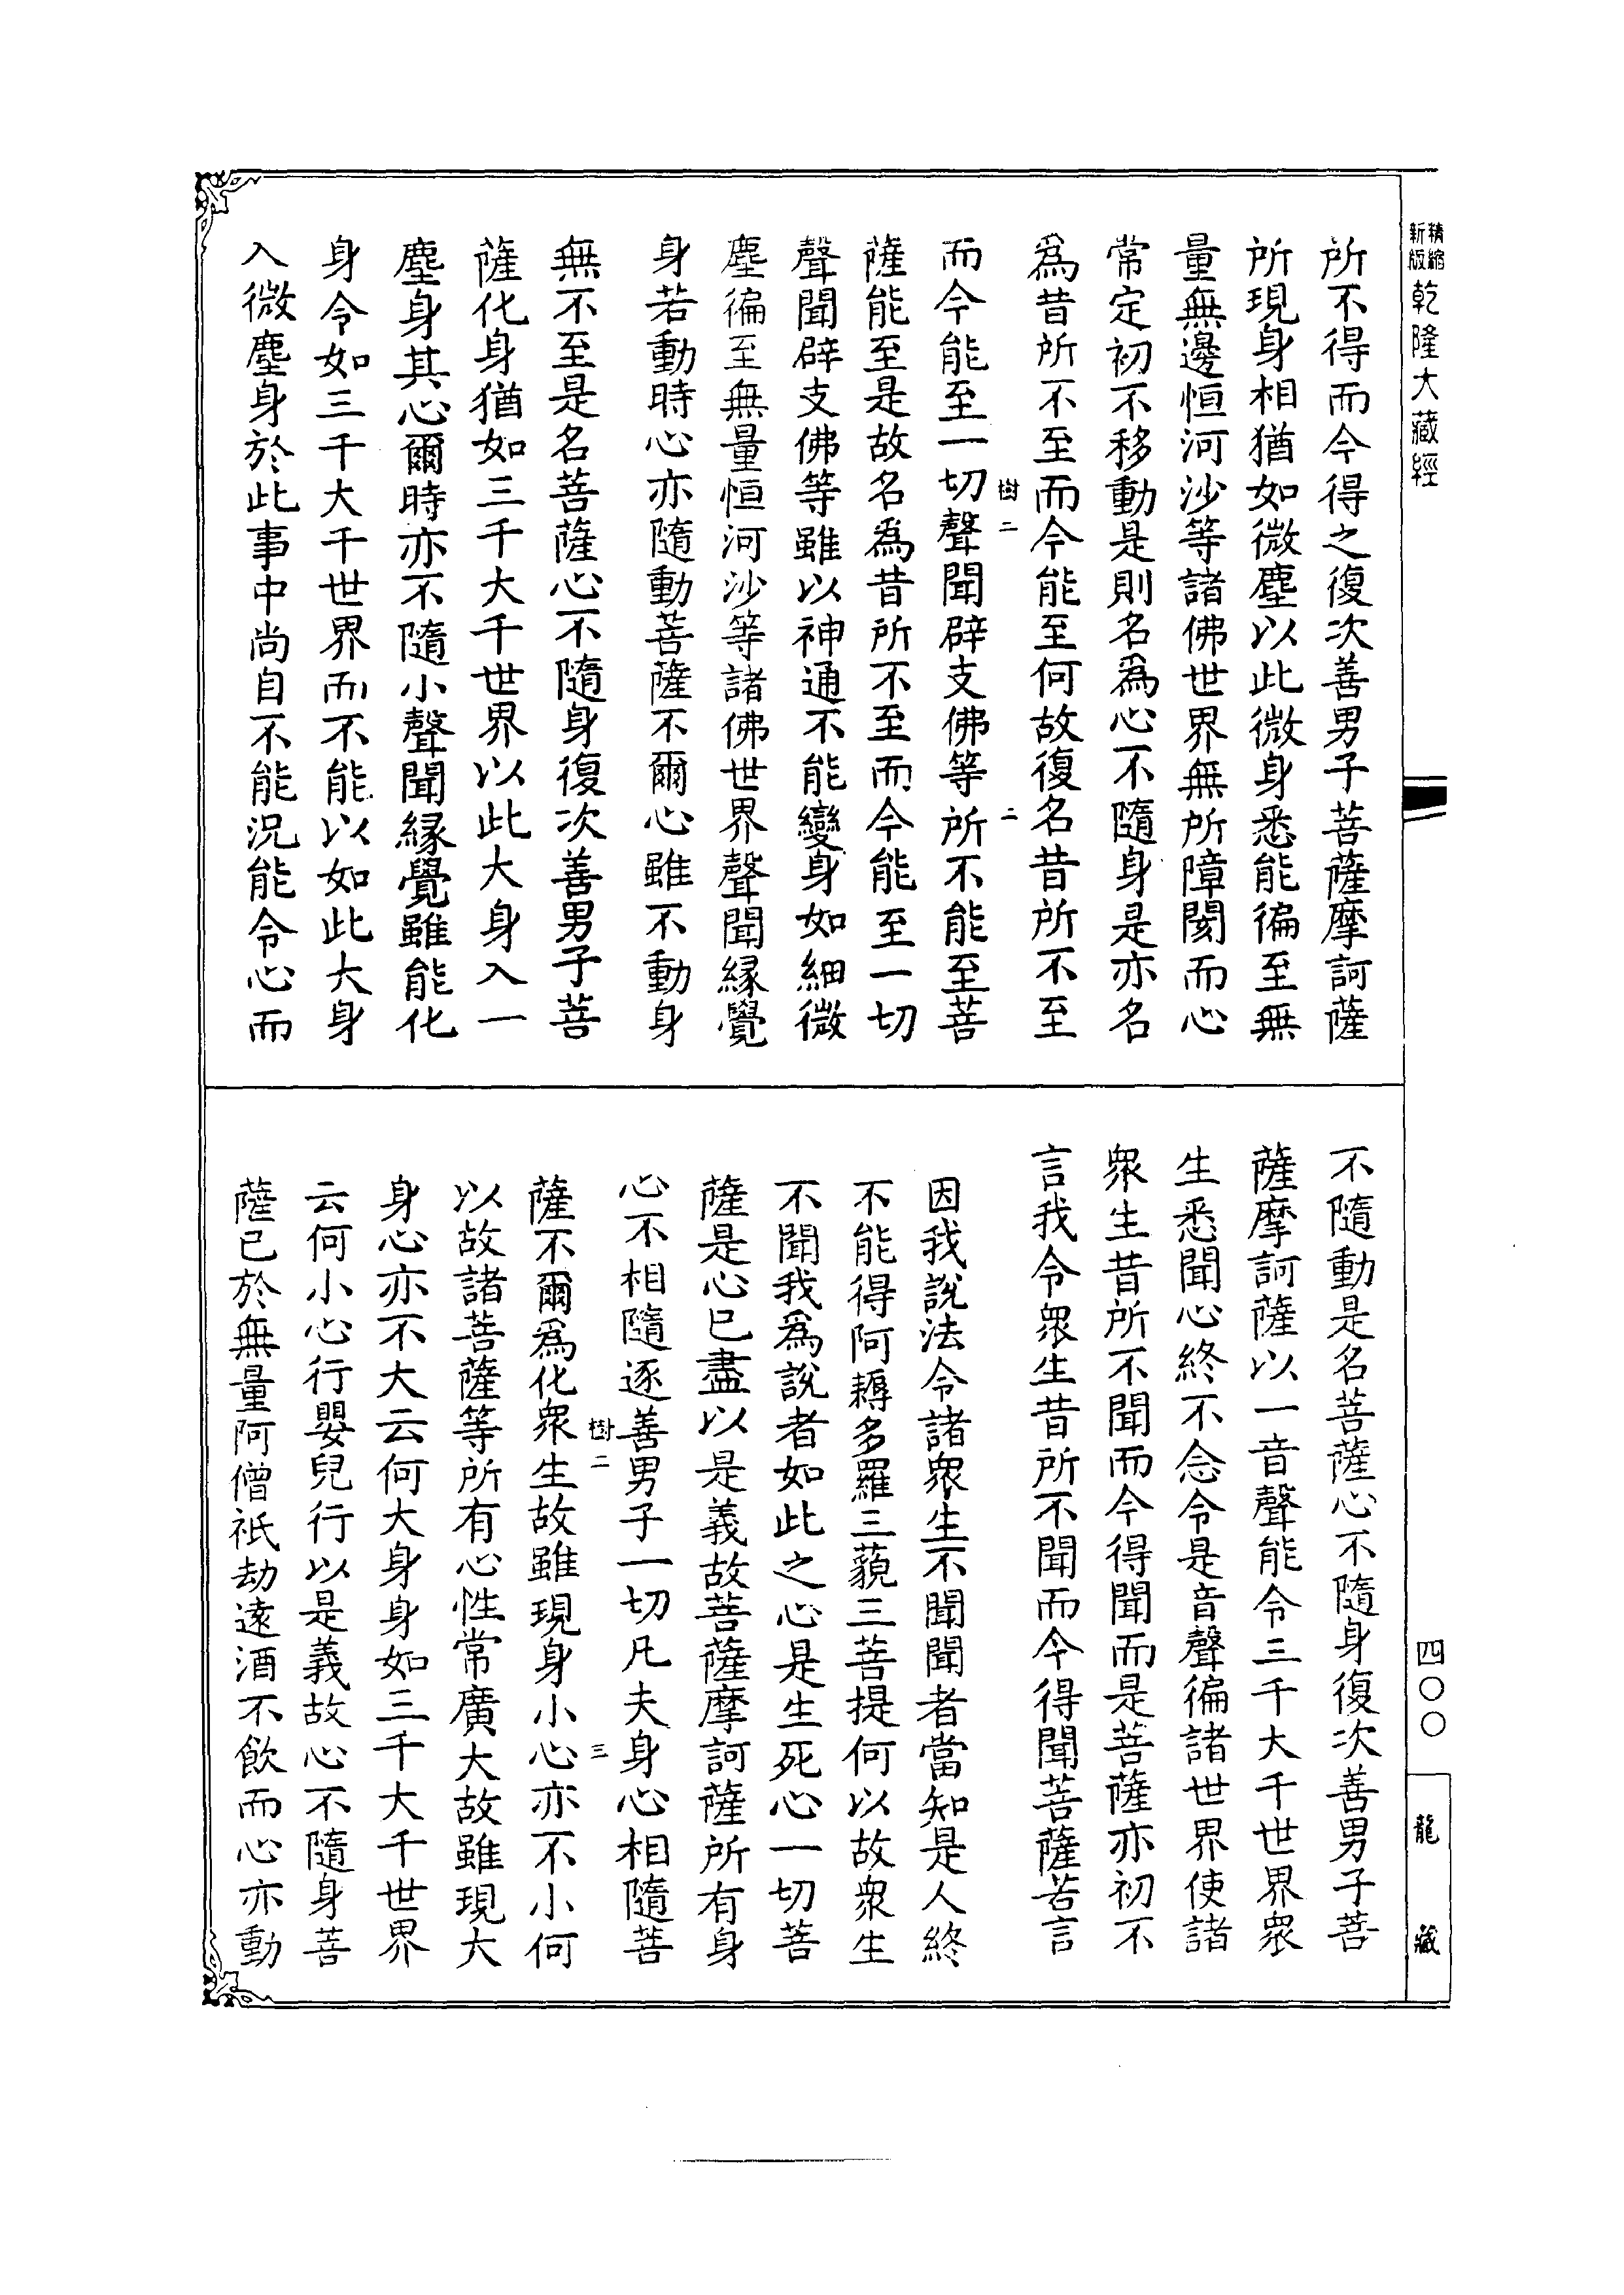 精縮新版
乾隆大藏經
所不得而今得之復次善男子菩薩摩訶薩
所現身相猶如微塵以此微身悉能徧至無
量無邊恒河沙等諸佛世界無所障閡而心
常定初不移動是則名爲心不隨身是亦名
爲昔所不至而今能至何故復名昔所不至
樹二
二
而今能至一切聲聞辟支佛等所不能至菩
薩能至是故名爲昔所不至而今能至一切
聲聞辟支佛等雖以神通不能變身如細微
塵徧至無量恒河沙等諸佛世界聲聞緣覺
身若動時心亦隨動菩薩不爾心雖不動身
無不至是名菩薩心不隨身復次善男子菩
薩化身猶如三千大千世界以此大身入一
塵身其心爾時亦不隨小聲聞緣覺雖能化
身令如三千大千世界而不能以如此大身
入微塵身於此事中尚自不能況能令心而
不隨動是名菩薩心不隨身復次善男子菩
薩摩訶薩以一音聲能令三千大千世界衆
生悉聞心終不念令是音聲徧諸世界使諸
衆生昔所不聞而今得聞而是菩薩亦初不
言我令衆生昔所不聞而今得聞菩薩若言
因我說法令諸衆生不聞聞者當知是人終
不能得阿耨多羅三藐三菩提何以故衆生
不聞我爲說者如此之心是生死心一切菩
薩是心已盡以是義故菩薩摩訶薩所有身
心不相隨逐善男子一切凡夫身心相隨菩
樹二
三
薩不爾爲化衆生故雖現身小心亦不小何
以故諸菩薩等所有心性常廣大故雖現大
身心亦不大云何大身身如三千大千世界
云何小心行嬰兒行以是義故心不隨身菩
薩已於無量阿僧祇劫遠酒不飲而心亦動
四〇〇
龍藏